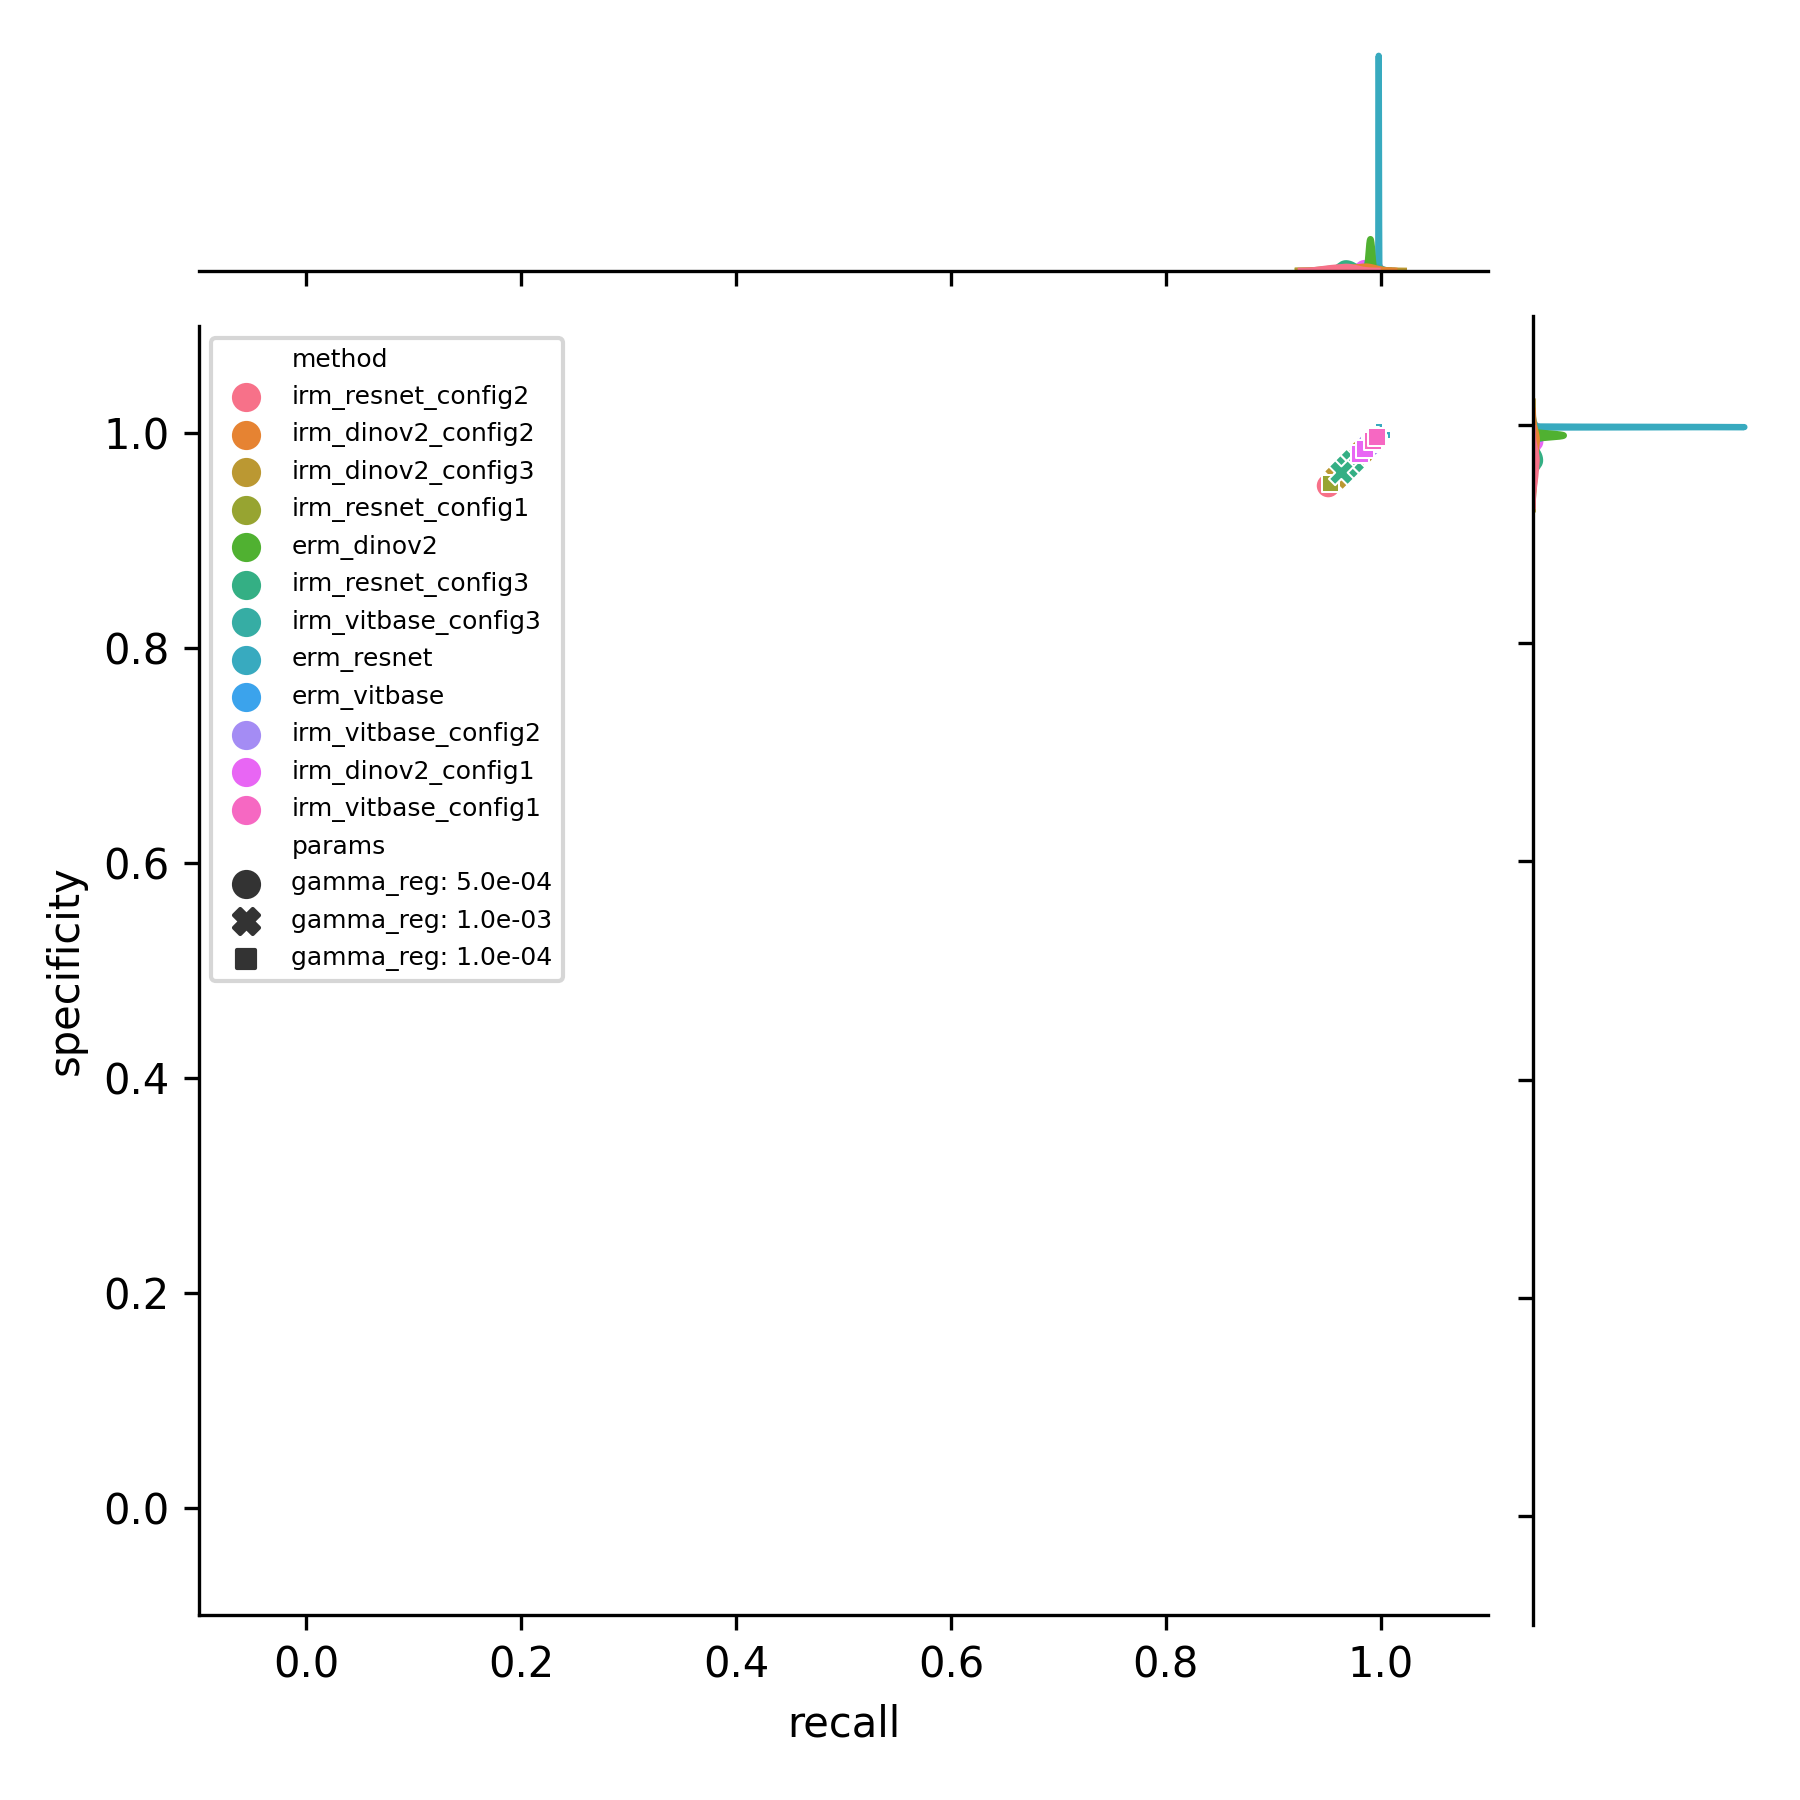 method
irm_resnet_config2
irm_dinov2_config2
irm_dinov2_config3
irm_resnet_config1
erm_dinov2
irm_resnet_config3
irm_vitbase_config3
erm_resnet
erm_vitbase
irm_vitbase_config2
irm_dinov2_config1
irm_vitbase_config1
params
gamma_reg: 5.0e-04
gamma_reg: 1.0e-03
gamma_reg: 1.0e-04
1.0
0.8
0.6
0.4
0.2
0.0
specificity
0.0 0.2 0.4 0.6 0.8 1.0
recall